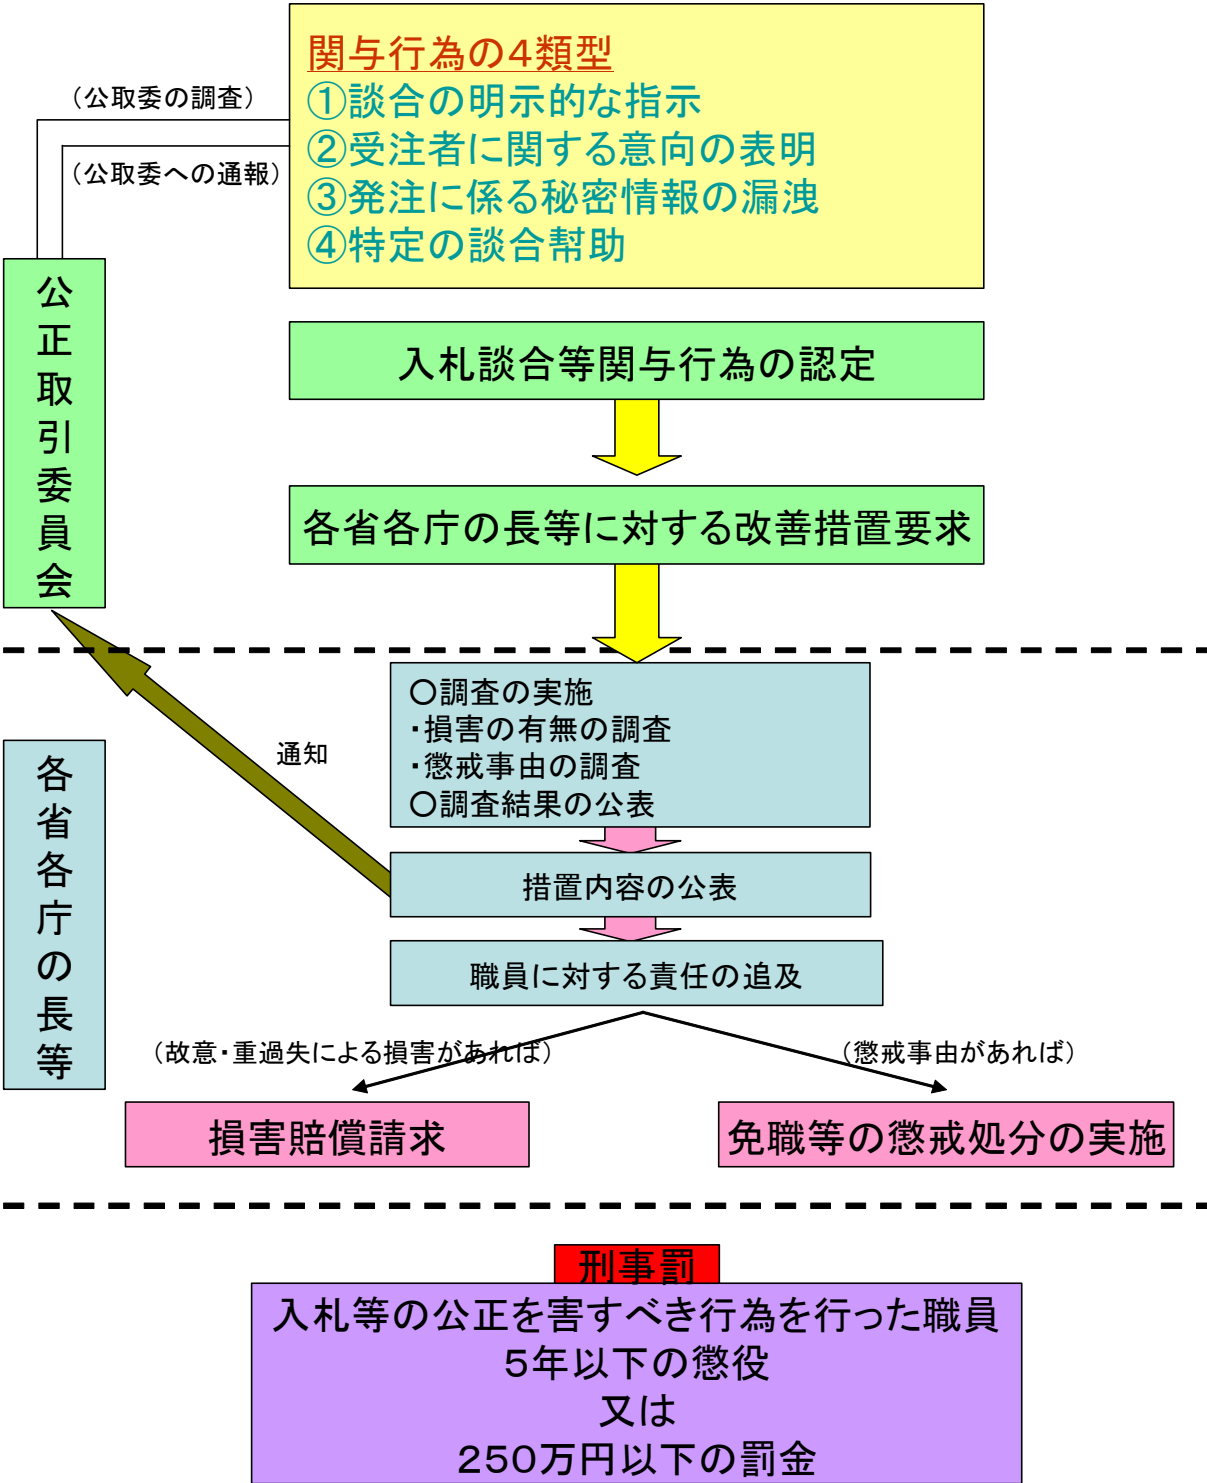 関与行為の4類型
①談合の明示的な指示
②受注者に関する意向の表明
③発注に係る秘密情報の漏洩
④特定の談合幇助
（公取委の調査）
（公取委への通報）
公正取引委員会
入札談合等関与行為の認定
各省各庁の長等に対する改善措置要求
各省各庁の長等
通知
○調査の実施
・損害の有無の調査
・懲戒事由の調査
○調査結果の公表
措置内容の公表
職員に対する責任の追及
（故意・重過失による損害があれば）
（懲戒事由があれば）
損害賠償請求
免職等の懲戒処分の実施
刑事罰
入札等の公正を害すべき行為を行った職員
5年以下の懲役
又は
250万円以下の罰金